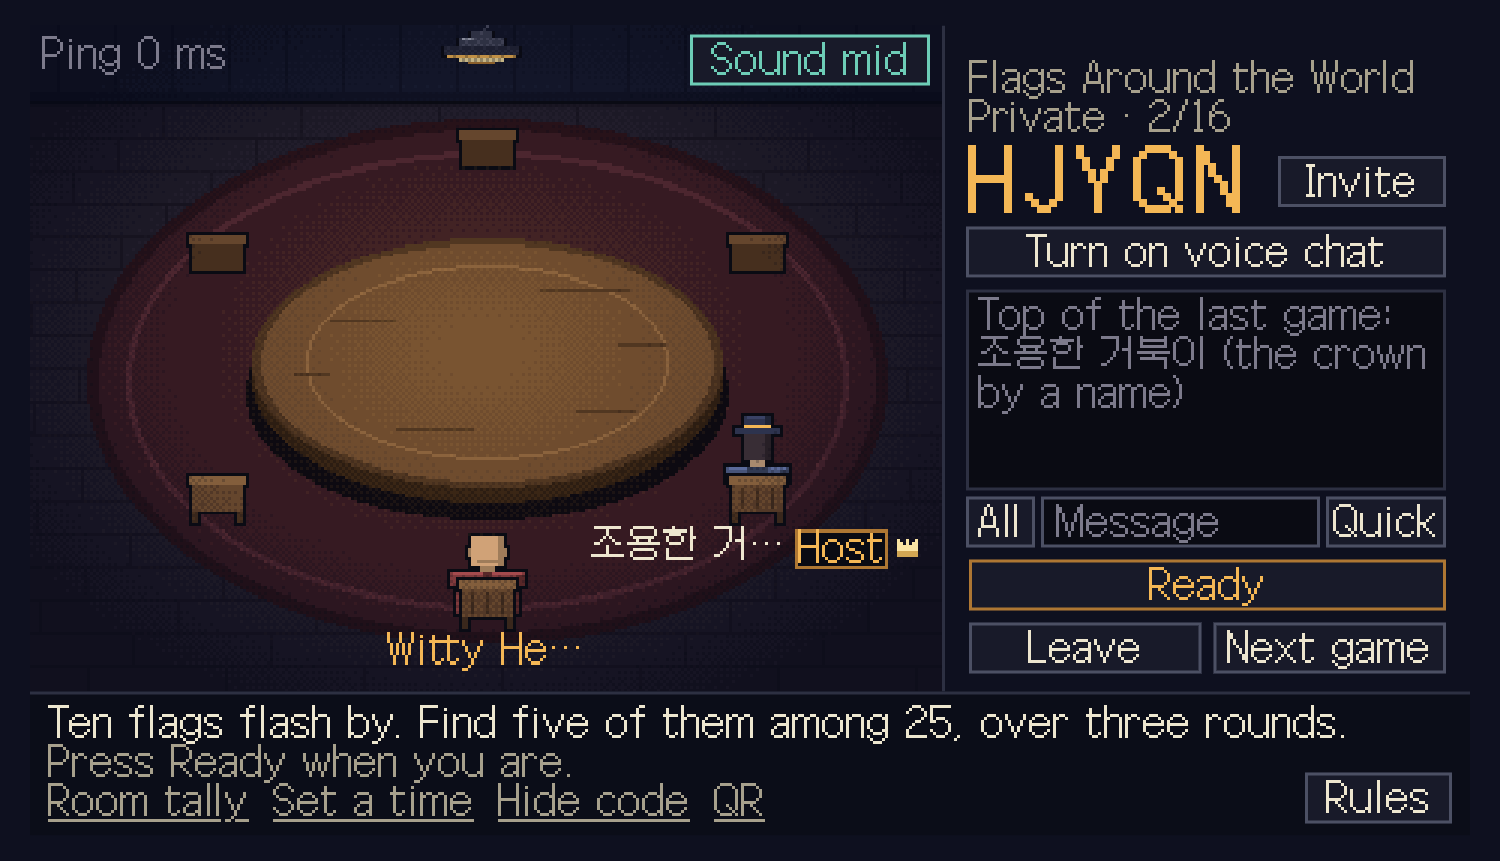 Ping 0 ms
Sound mid
Flags Around the World
Private · 2/16
HJYQN
Invite
Turn on voice chat
Top of the last game:
조용한 거북이 (the crown
by a name)
All
Message
Quick
Ready
Leave
Next game
조용한 거…
Host
Witty He…
Ten flags flash by. Find five of them among 25, over three rounds.
Press Ready when you are.
Room tally Set a time Hide code QR
Rules